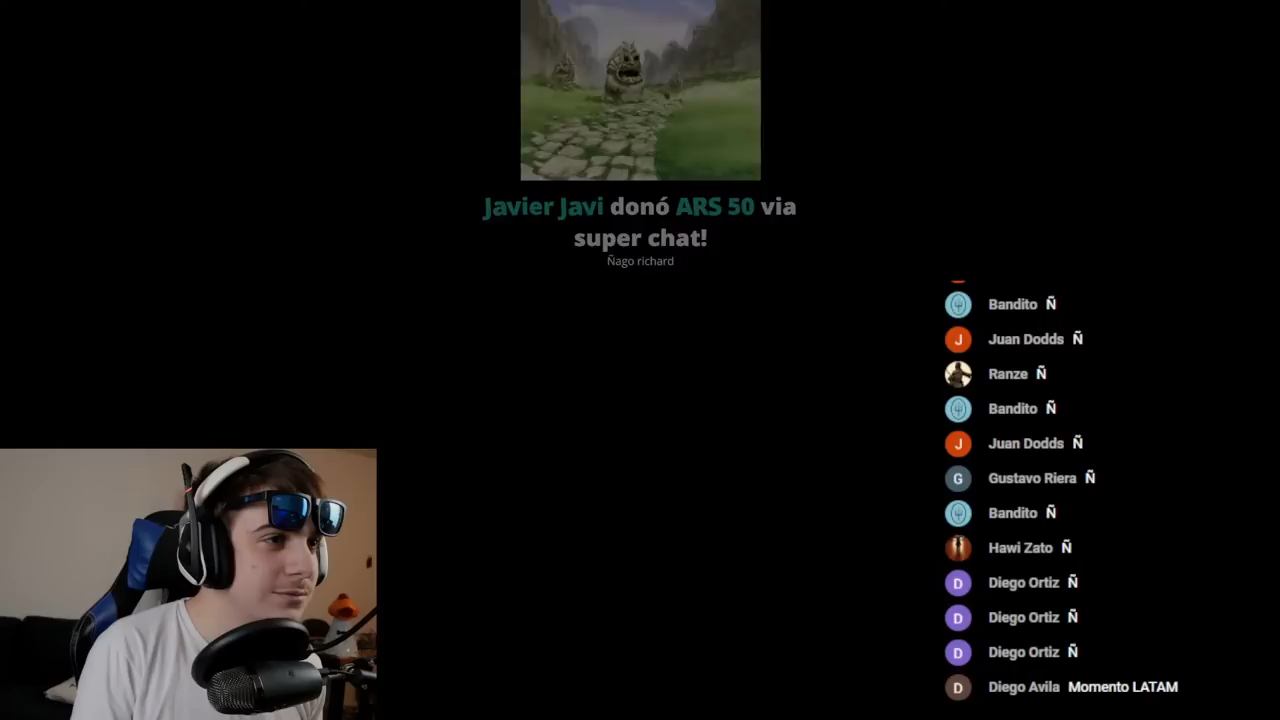 Javier Javi donó ARS 50 via
super chat!
Ñago richard
Bandito Ñ
J Juan Dodds Ñ
Ranze Ñ
Bandito Ñ
J Juan Dodds Ñ
G Gustavo Riera Ñ
Bandito Ñ
Hawi Zato Ñ
D Diego Ortiz Ñ
D Diego Ortiz Ñ
D Diego Ortiz Ñ
D Diego Avila Momento LATAM